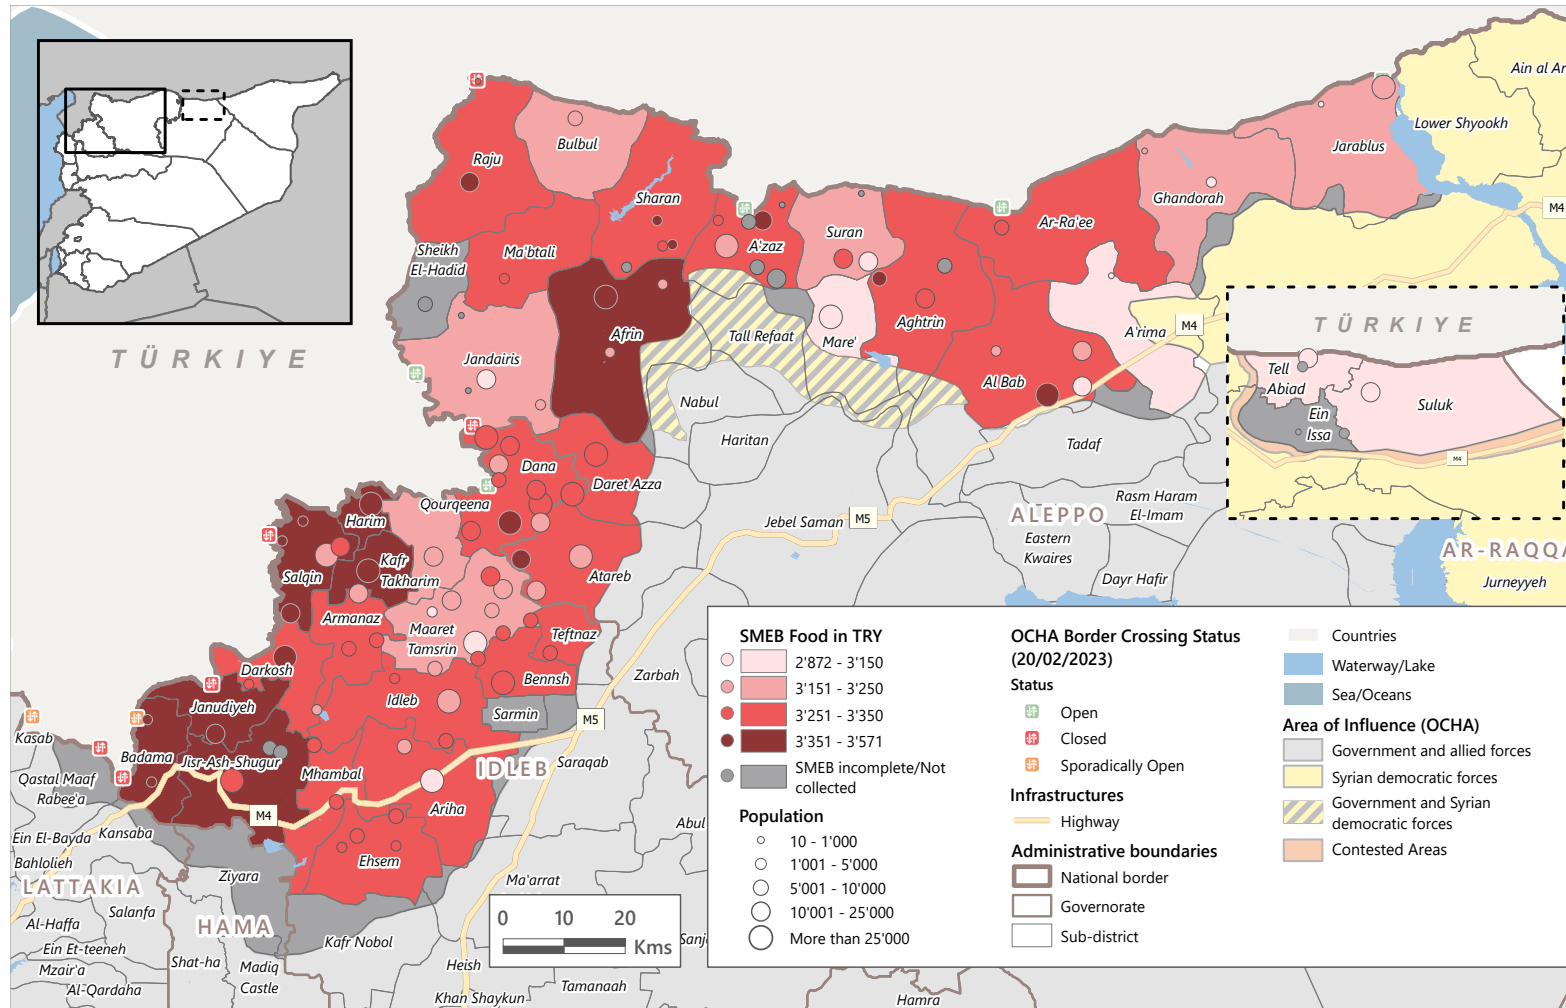 TÜRKİYE
Raju
Bulbul
Sharan
Sheikh
El-Hadid
Ma'btali
A'zaz
Suran
Ar-Ra'ee
Ghandorah
Jarablus
Lower Shyookh
M4
Jandairis
Afrin
Tall Refaat
Mare'
Aghtrin
A'rima
M4
Al Bab
Nabul
Haritan
Tadaf
TÜRKİYE
Tell
Abiad
Suluk
Ein
Issa
M4
Dana
Daret Azza
Qourqeena
Harim
Salqin
Kafr
Takharim
Armanaz
Maaret
Tamsrin
Atareb
Teftnaz
Bennsh
Jebel Saman
M5
ALEPPO
Rasm Haram
El-Imam
Eastern
Kwaires
Dayr Hafir
Jurneyyeh
Darkosh
Janudiyeh
Idleb
Sarmin
M5
Zarbah
Kasab
Badama
Jisr-Ash-Shugur
Mhambal
IDLEB
Saraqab
Qastal Maaf
Rabee'a
Ariha
M4
Kansaba
Ein El-Bayda
Bahlolieh
LATTAKIA
Ziyara
Ehsem
Ma'arrat
Salanfa
Al-Haffa
HAMA
Kafr Nobol
Ein Et-teeneh
Mzair'a
Al-Qardaha
Shat-ha
Madiq
Castle
Heish
Khan Shaykun
Tamanaah
Hamra
0 10 20
Kms
SMEB Food in TRY
2'872 - 3'150
3'151 - 3'250
3'251 - 3'350
3'351 - 3'571
SMEB incomplete/Not
collected
Population
10 - 1'000
1'001 - 5'000
5'001 - 10'000
10'001 - 25'000
More than 25'000
OCHA Border Crossing Status
(20/02/2023)
Status
Open
Closed
Sporadically Open
Infrastructures
Highway
Administrative boundaries
National border
Governorate
Sub-district
Countries
Waterway/Lake
Sea/Oceans
Area of Influence (OCHA)
Government and allied forces
Syrian democratic forces
Government and Syrian
democratic forces
Contested Areas